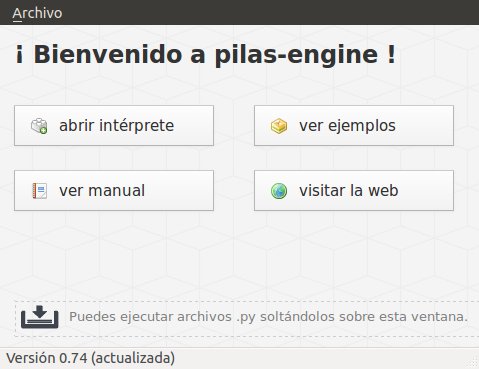 Archivo
¡ Bienvenido a pilas-engine !
abrir intérprete
ver ejemplos
ver manual
visitar la web
Puedes ejecutar archivos .py soltándolos sobre esta ventana.
Versión 0.74 (actualizada)